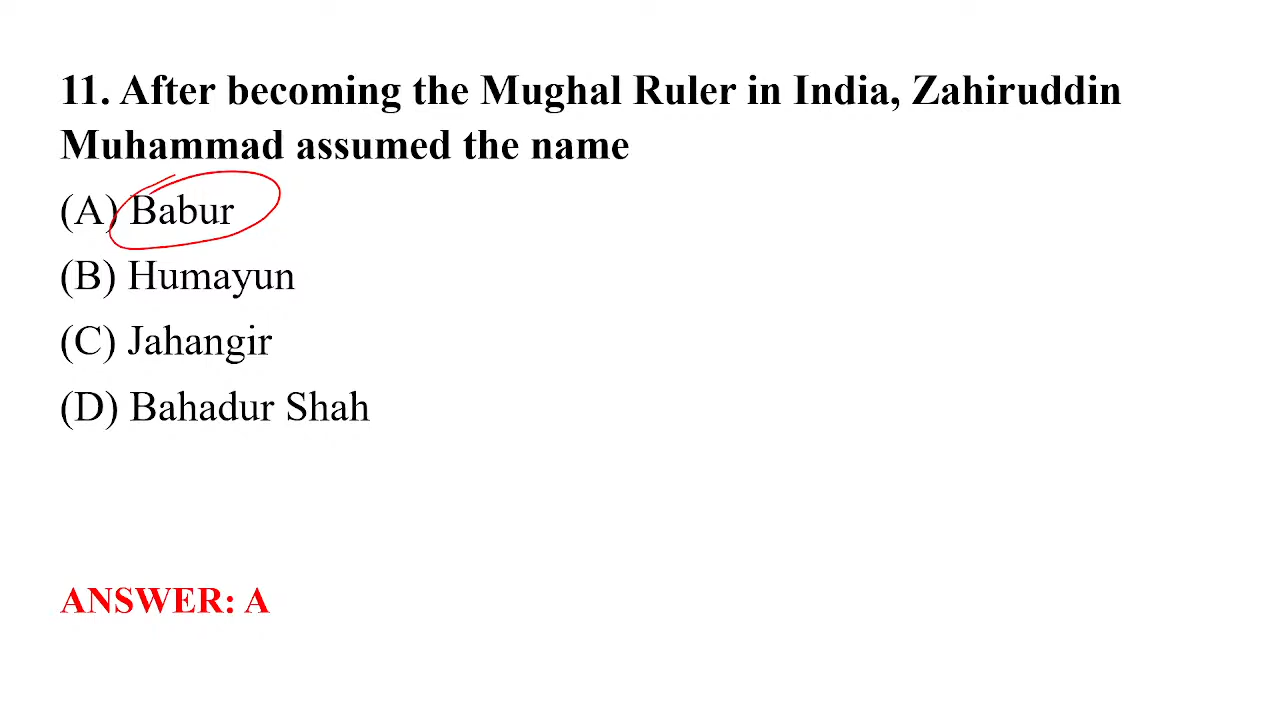 11. After becoming the Mughal Ruler in India, Zahiruddin
Muhammad assumed the name
(A) Babur
(B) Humayun
(C) Jahangir
(D) Bahadur Shah
ANSWER: A